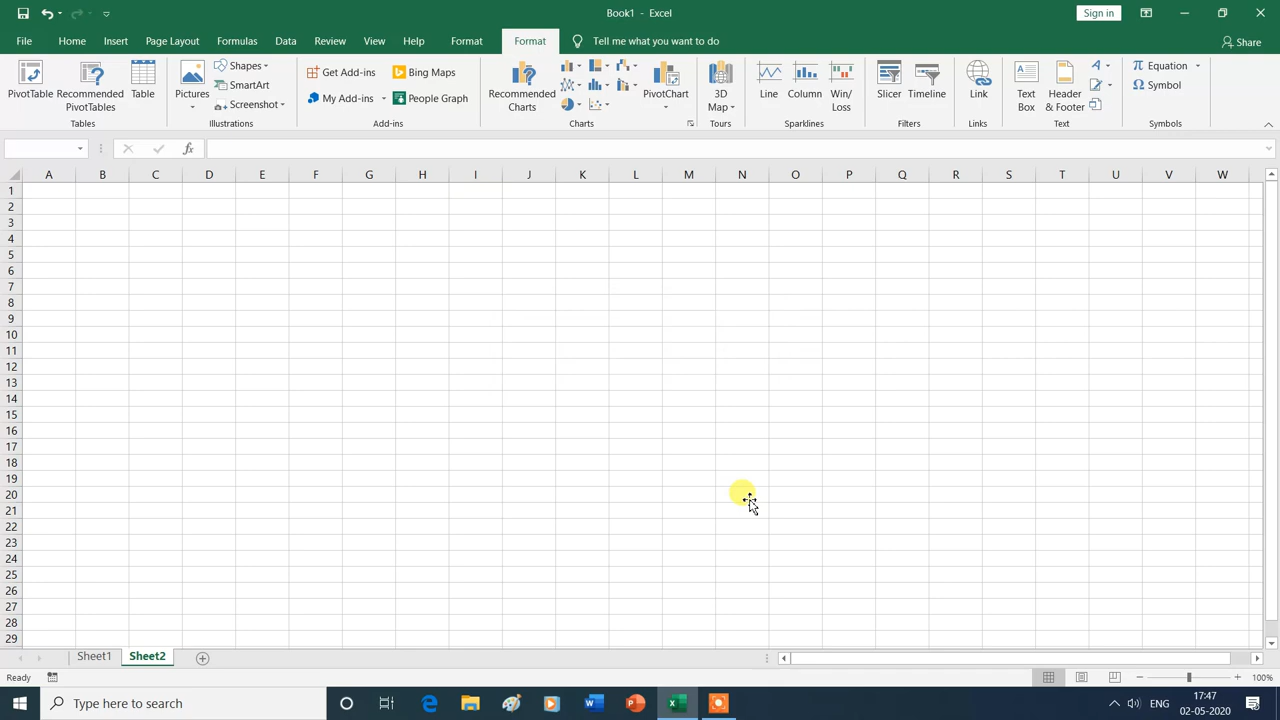 Book1 - Excel
Sign in
File Home Insert Page Layout Formulas Data Review View Help Format Format Tell me what you want to do Share
PivotTable
Recommended
PivotTables
Table
Tables
Pictures
Shapes
SmartArt
Screenshot
Illustrations
Get Add-ins
My Add-ins
Bing Maps
People Graph
Add-ins
Recommended
Charts
PivotChart
Charts
3D
Map
Tours
Line
Column
Win/
Loss
Sparklines
Slicer
Timeline
Filters
Link
Links
Text
Box
Header
& Footer
Text
Equation
Symbol
Symbols
fx
A B C D E F G H I J K L M N O P Q R S T U V W
1
2
3
4
5
6
7
8
9
10
11
12
13
14
15
16
17
18
19
20
21
22
23
24
25
26
27
28
29
Sheet1 Sheet2
Ready
100%
Type here to search
ENG
17:47
02-05-2020